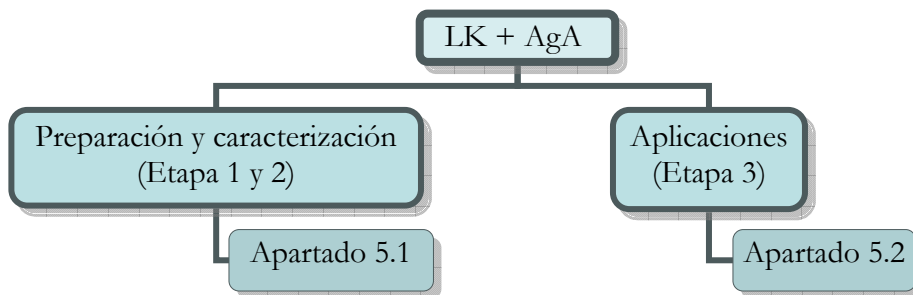 LK + AgA
Preparación y caracterización
(Etapa 1 y 2)
Aplicaciones
(Etapa 3)
Apartado 5.1
Apartado 5.2